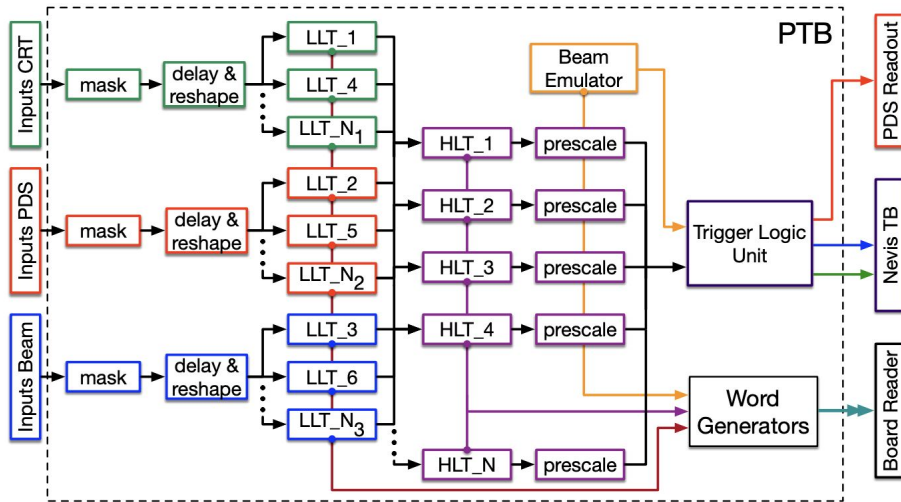 PTB
Inputs CRT
mask
delay &
reshape
LLT_1
LLT_4
LLT_N1
Inputs PDS
mask
delay &
reshape
LLT_2
LLT_5
LLT_N2
Inputs Beam
mask
delay &
reshape
LLT_3
LLT_6
LLT_N3
HLT_1
prescale
HLT_2
prescale
HLT_3
prescale
HLT_4
prescale
HLT_N
prescale
Beam
Emulator
Trigger Logic
Unit
Word
Generators
PDS Readout
Nevis TB
Board Reader